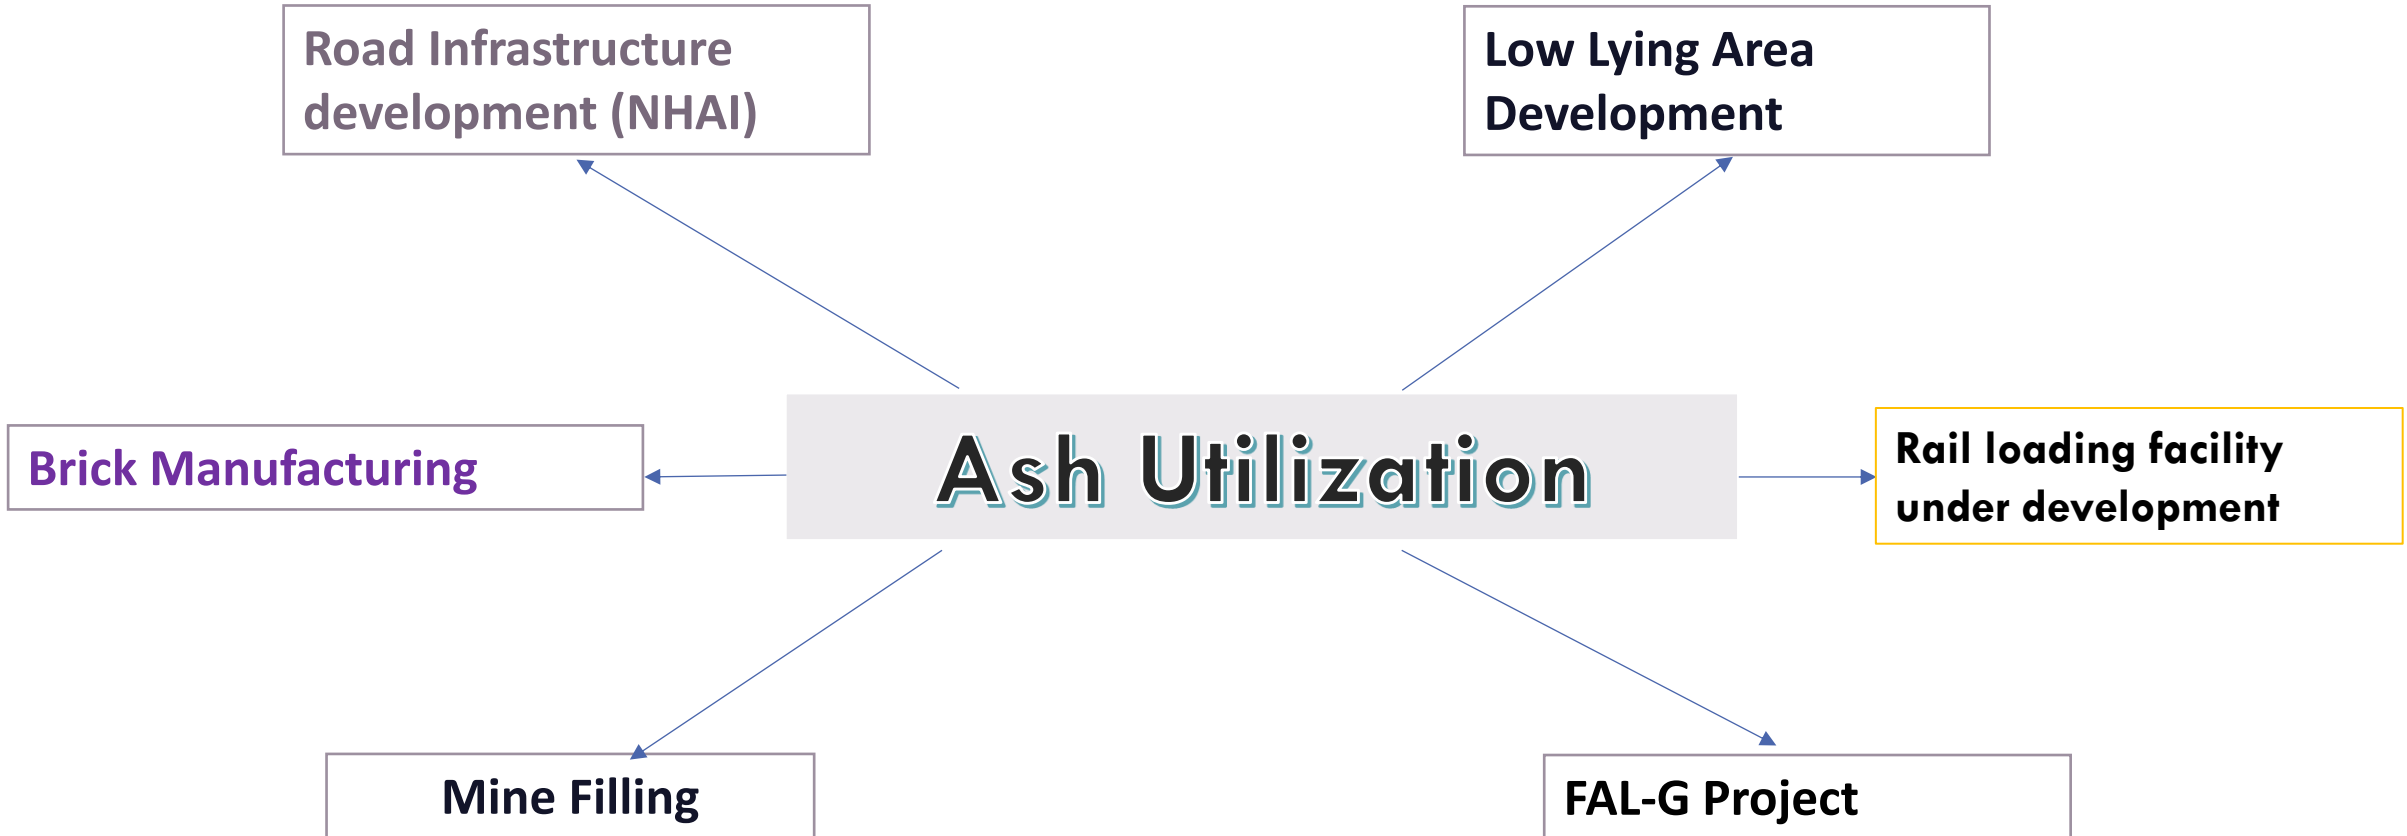 Road Infrastructure
development (NHAI)
Low Lying Area
Development
Brick Manufacturing
Ash Utilization
Rail loading facility
under development
Mine Filling
FAL-G Project